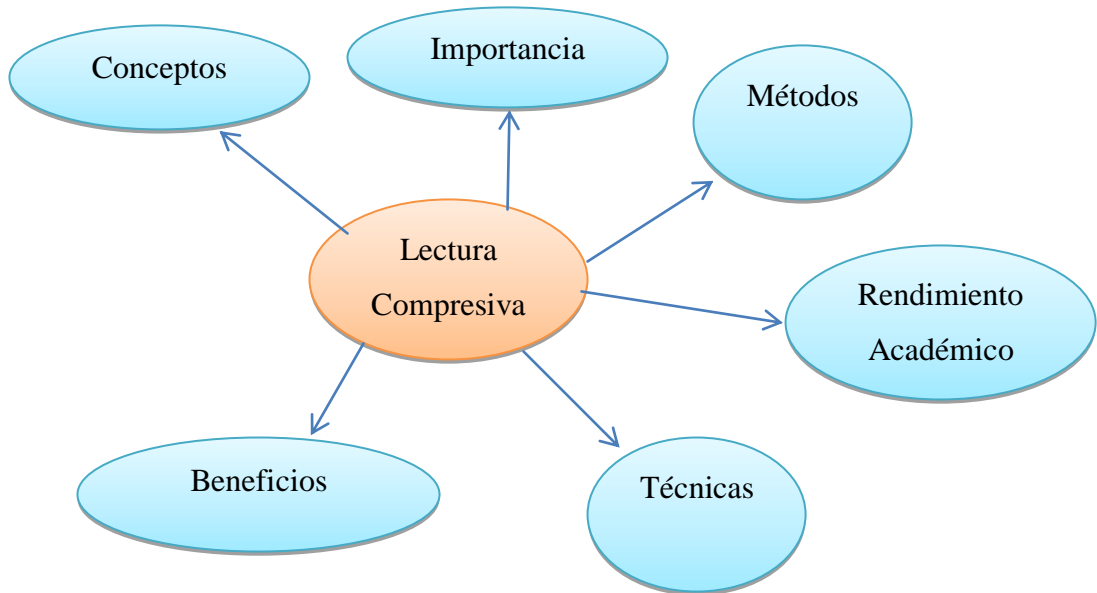 Conceptos
Importancia
Métodos
Lectura
Compresiva
Rendimiento
Académico
Beneficios
Técnicas